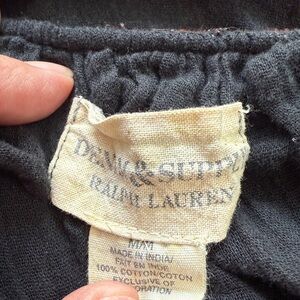 DENIM & SUPPLY
RALPH LAUREN
M/M
MADE IN INDIA/
FAIT EN INDE
100% COTTON/COTON
EXCLUSIVE OF